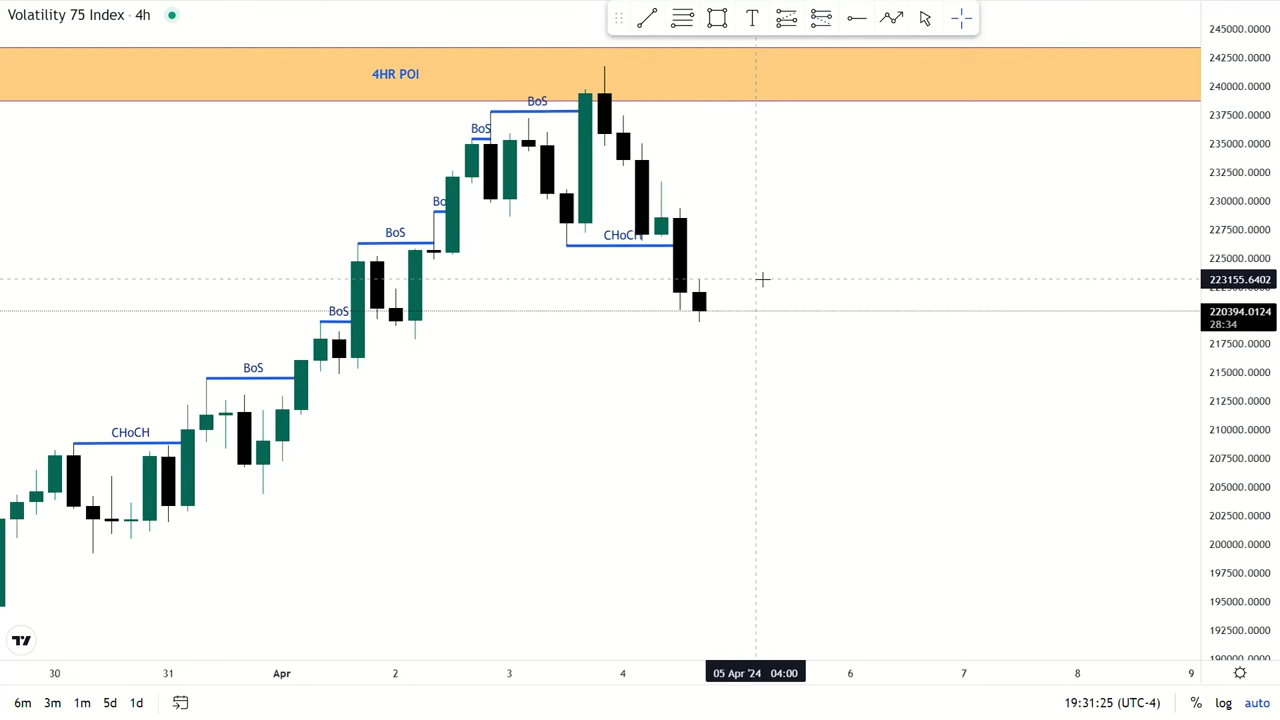 Volatility 75 Index · 4h
T
4HR POI
BoS
BoS
Bo
BoS
CHoCH
BoS
BoS
CHoCH
245000.0000
242500.0000
240000.0000
237500.0000
235000.0000
232500.0000
230000.0000
227500.0000
225000.0000
223155.6402
220394.0124
28:34
217500.0000
215000.0000
212500.0000
210000.0000
207500.0000
205000.0000
202500.0000
200000.0000
197500.0000
195000.0000
192500.0000
190000.0000
30 31 Apr 2 3 4 05 Apr '24 04:00 6 7 8 9
6m 3m 1m 5d 1d 19:31:25 (UTC-4) % log auto